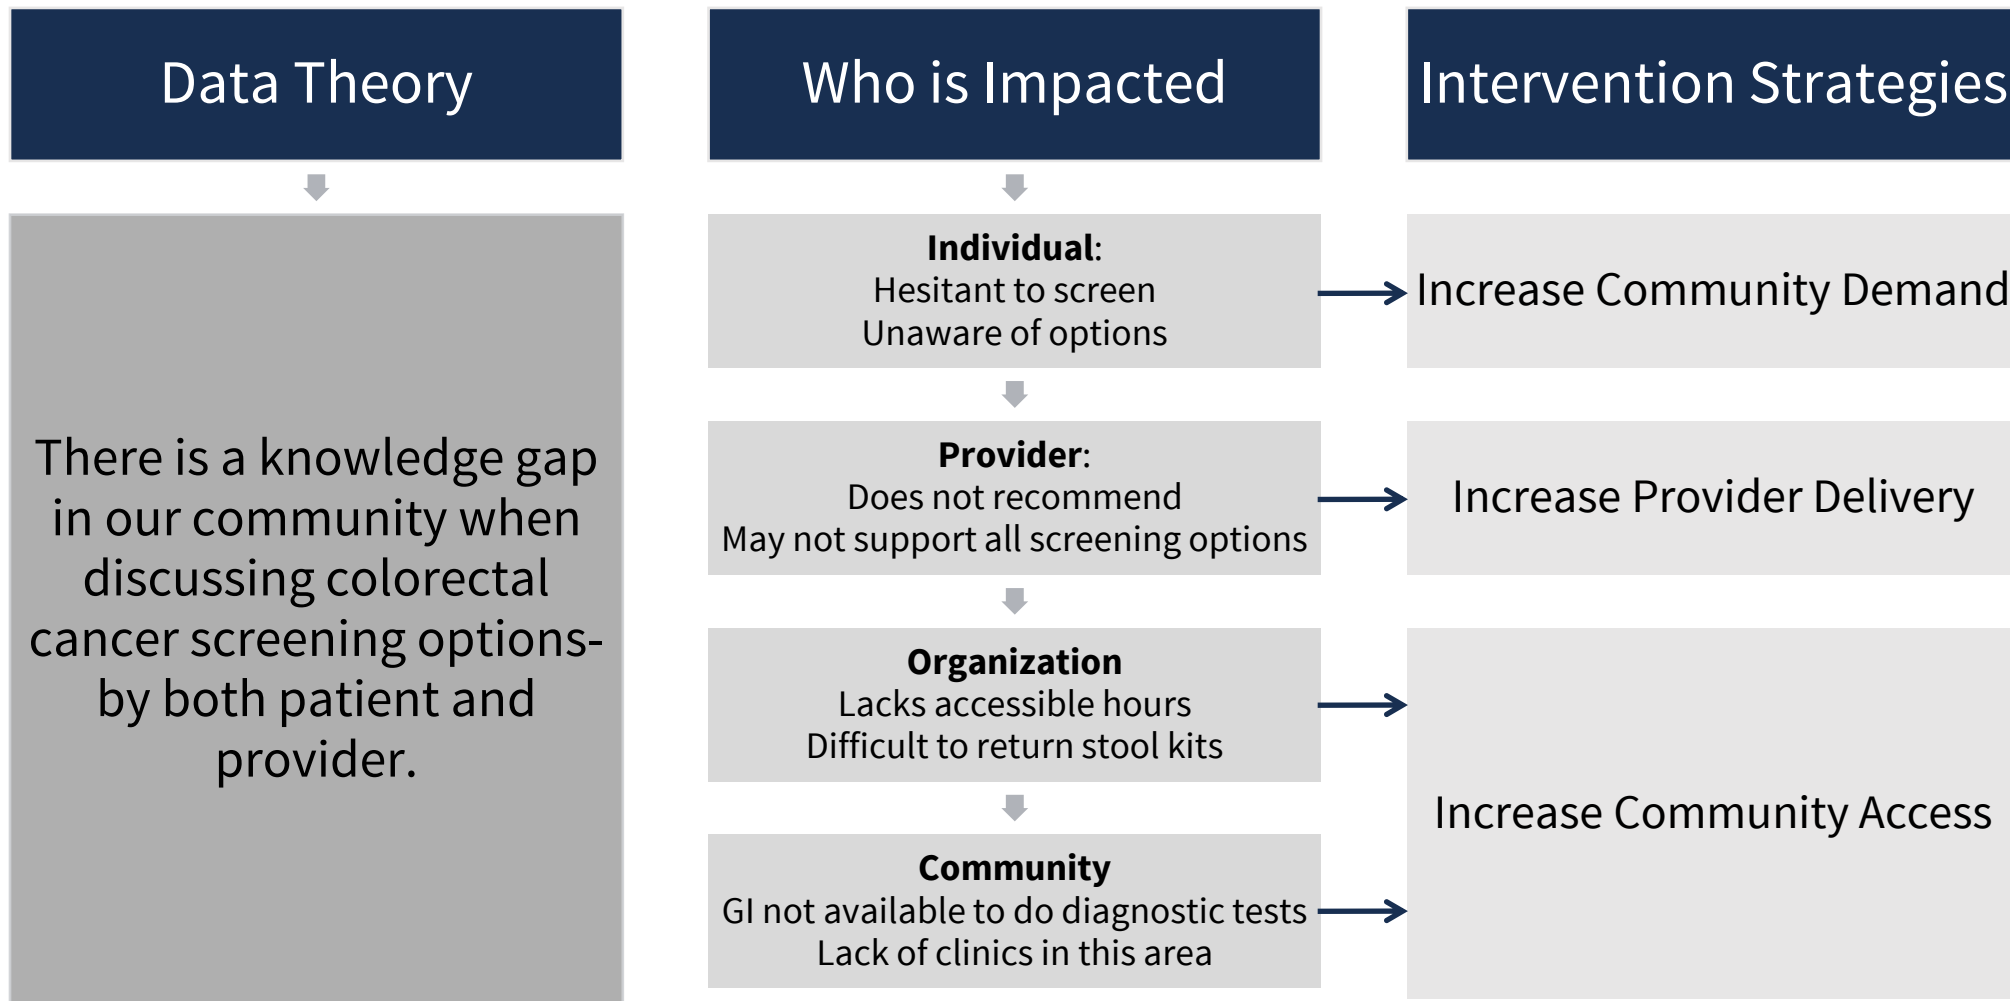 Data Theory
Who is Impacted
Intervention Strategies
There is a knowledge gap
in our community when
discussing colorectal
cancer screening options-
by both patient and
provider.
Individual:
Hesitant to screen
Unaware of options
Increase Community Demand
Provider:
Does not recommend
May not support all screening options
Increase Provider Delivery
Organization
Lacks accessible hours
Difficult to return stool kits
Increase Community Access
Community
GI not available to do diagnostic tests
Lack of clinics in this area